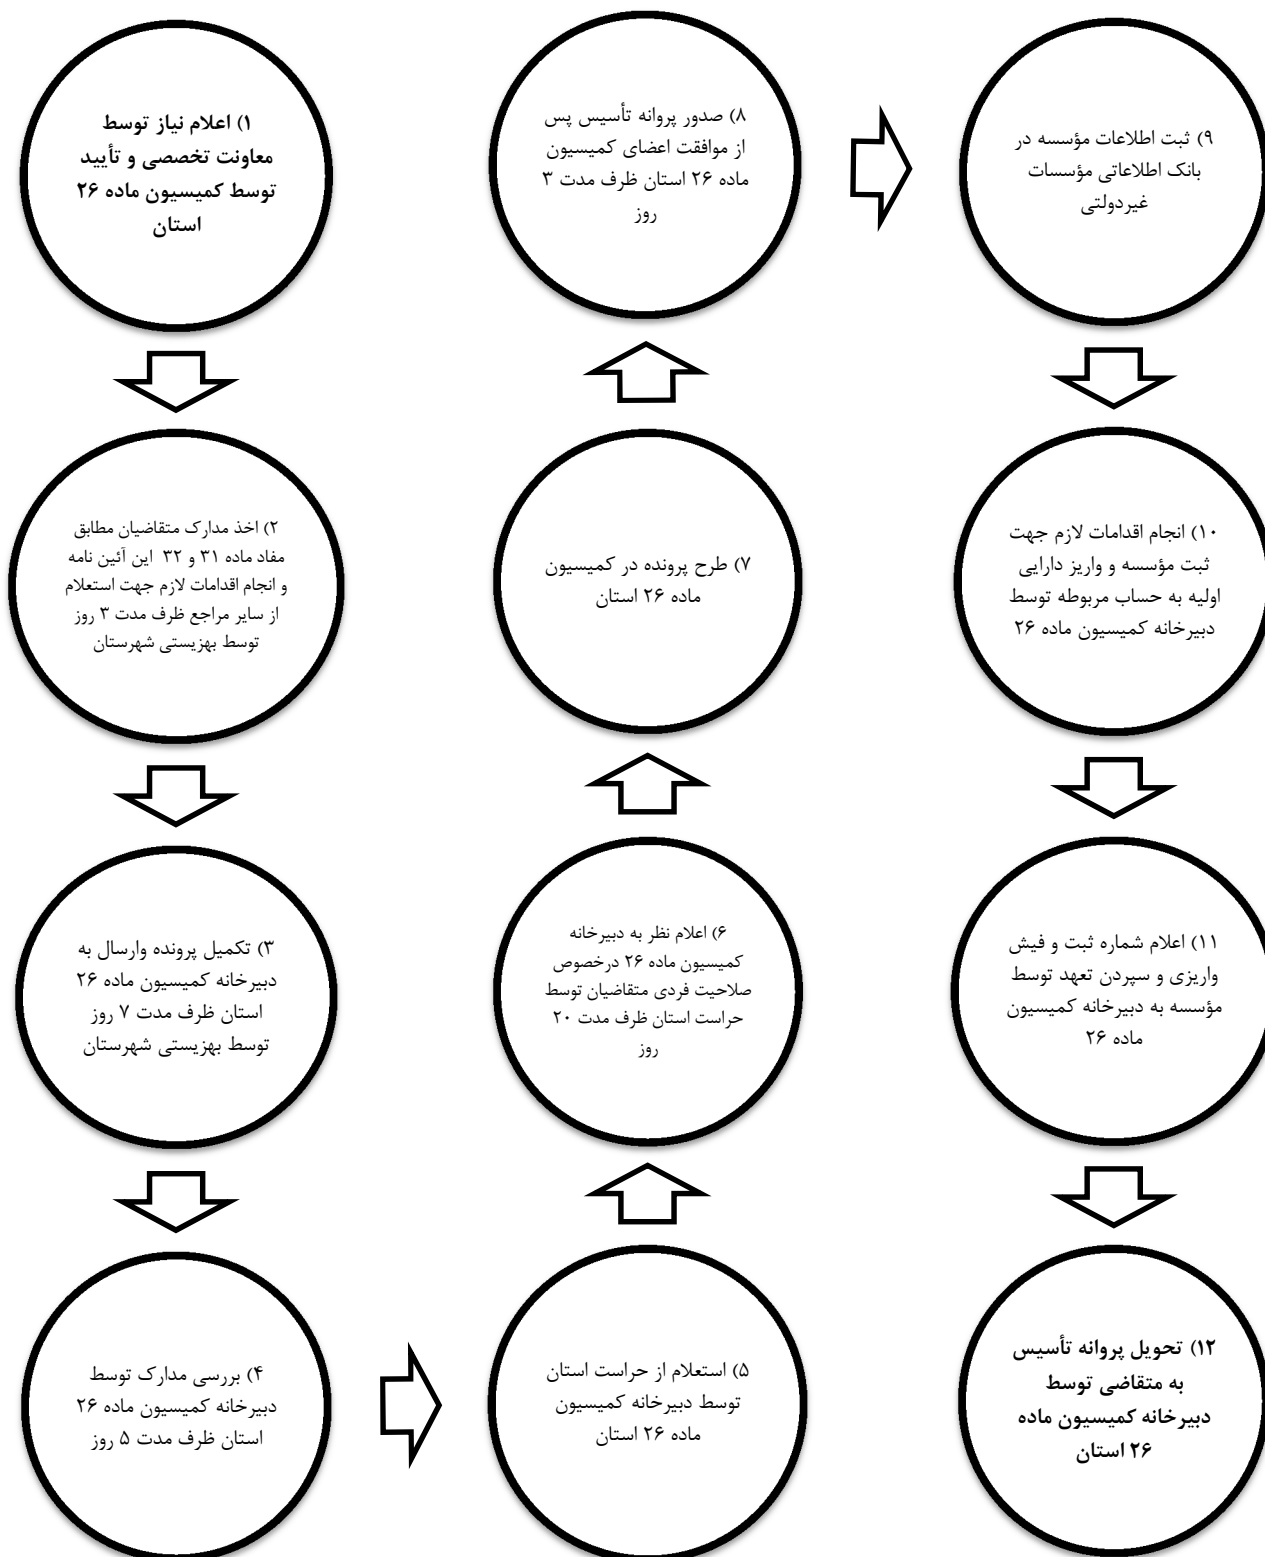 ۱) اعلام نیاز توسط
معاونت تخصصی و تأیید
توسط کمیسیون ماده ۲۶
استان
۲) اخذ مدارک متقاضیان مطابق
مفاد ماده ۳۱ و ۳۲ این آئین نامه
و انجام اقدامات لازم جهت استعلام
از سایر مراجع ظرف مدت ۳ روز
توسط بهزیستی شهرستان
۳) تکمیل پرونده وارسال به
دبیرخانه کمیسیون ماده ۲۶
استان ظرف مدت ۷ روز
توسط بهزیستی شهرستان
۴) بررسی مدارک توسط
دبیرخانه کمیسیون ماده ۲۶
استان ظرف مدت ۵ روز
۵) استعلام از حراست استان
توسط دبیرخانه کمیسیون
ماده ۲۶ استان
۶) اعلام نظر به دبیرخانه
کمیسیون ماده ۲۶ درخصوص
صلاحیت فردی متقاضیان توسط
حراست استان ظرف مدت ۲۰
روز
۷) طرح پرونده در کمیسیون
ماده ۲۶ استان
۸) صدور پروانه تأسیس پس
از موافقت اعضای کمیسیون
ماده ۲۶ استان ظرف مدت ۳
روز
۹) ثبت اطلاعات مؤسسه در
بانک اطلاعاتی مؤسسات
غیردولتی
۱۰) انجام اقدامات لازم جهت
ثبت مؤسسه و واریز دارایی
اولیه به حساب مربوطه توسط
دبیرخانه کمیسیون ماده ۲۶
۱۱) اعلام شماره ثبت و فیش
واریزی و سپردن تعهد توسط
مؤسسه به دبیرخانه کمیسیون
ماده ۲۶
۱۲) تحویل پروانه تأسیس
به متقاضی توسط
دبیرخانه کمیسیون ماده
۲۶ استان